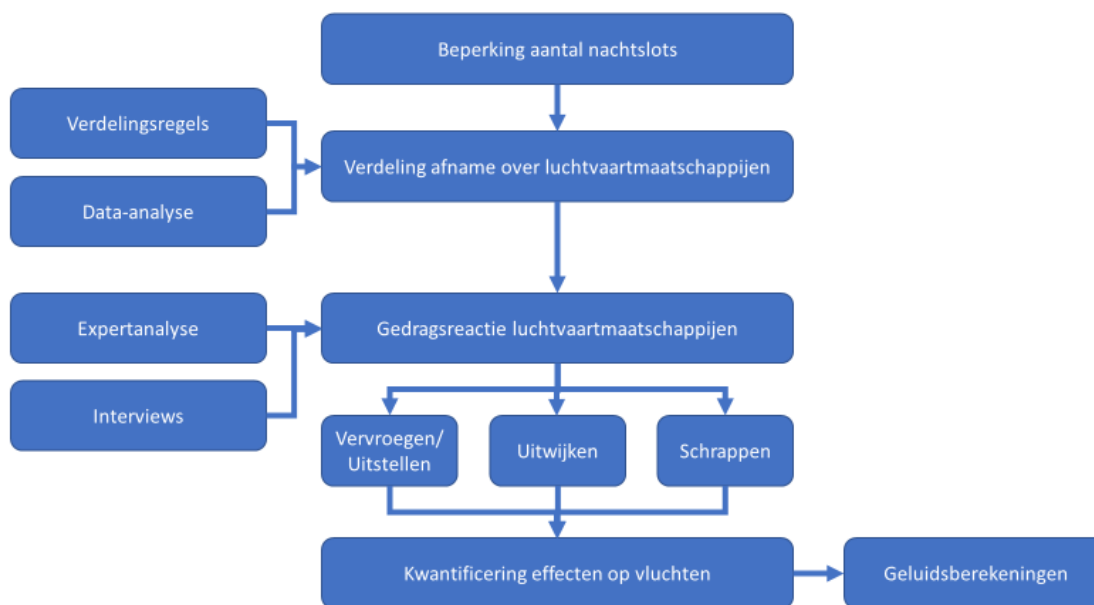 Beperking aantal nachtslots
Verdelingsregels
Verdeling afname over luchtvaartmaatschappijen
Data-analyse
Expertanalyse
Gedragsreactie luchtvaartmaatschappijen
Interviews
Vervroegen/
Uitstellen
Uitwijken
Schrappen
Kwantificering effecten op vluchten
Geluidsberekeningen